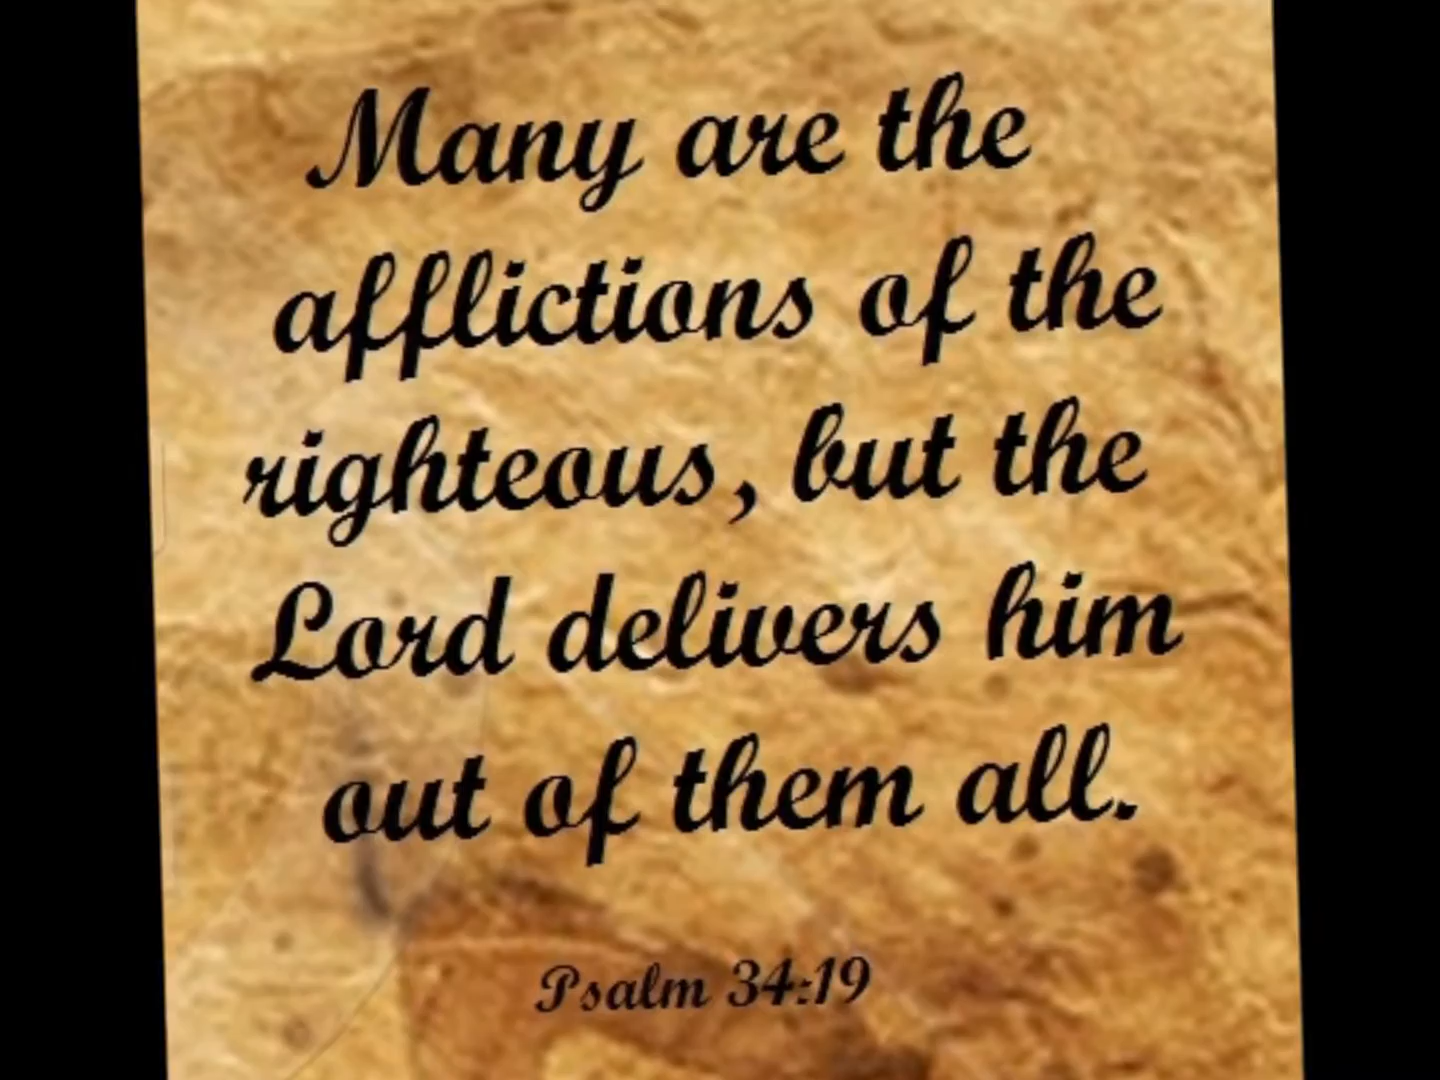 Many are the
afflictions of the
righteous, but the
Lord delivers him
out of them all.
Psalm 34:19